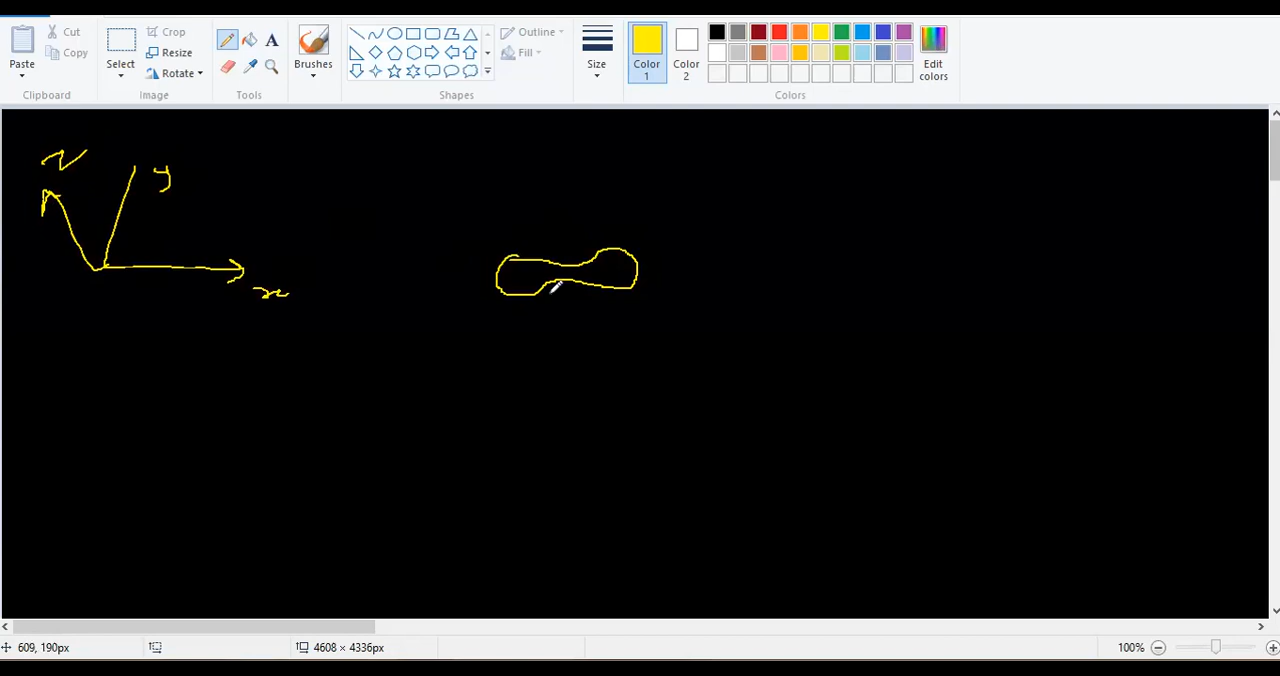 Paste
Cut
Copy
Clipboard
Select
Crop
Resize
Rotate
Image
A
Tools
Brushes
Outline
Fill
Shapes
Size
Color 1
Color 2
Edit colors
Colors
z
y
x
609, 190px
4608 × 4336px
100%